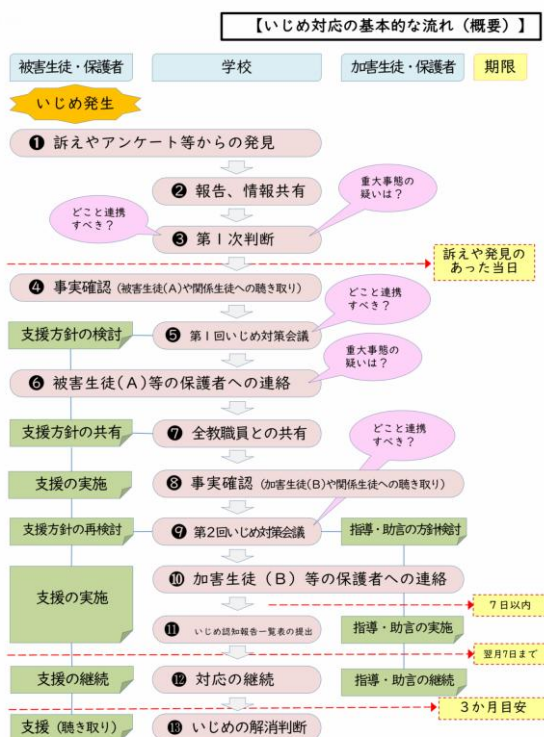 【いじめ対応の基本的な流れ（概要）】
被害生徒・保護者
学校
加害生徒・保護者
期限
いじめ発生
❶ 訴えやアンケート等からの発見
❷ 報告、情報共有
重大事態の
疑いは？
どこと連携
すべき？
❸ 第1次判断
訴えや発見の
あった当日
❹ 事実確認（被害生徒(A)や関係生徒への聴き取り）
どこと連携
すべき？
支援方針の検討
❺ 第1回いじめ対策会議
重大事態の
疑いは？
❻ 被害生徒(A)等の保護者への連絡
支援方針の共有
❼ 全教職員との共有
どこと連携
すべき？
支援の実施
❽ 事実確認（加害生徒(B)や関係生徒への聴き取り）
支援方針の再検討
❾ 第2回いじめ対策会議
指導・助言の方針検討
支援の実施
❿ 加害生徒（B）等の保護者への連絡
7日以内
⓫ いじめ認知報告一覧表の提出
指導・助言の実施
翌月7日まで
支援の継続
⓬ 対応の継続
指導・助言の継続
3か月目安
支援（聴き取り）
⓭ いじめの解消判断